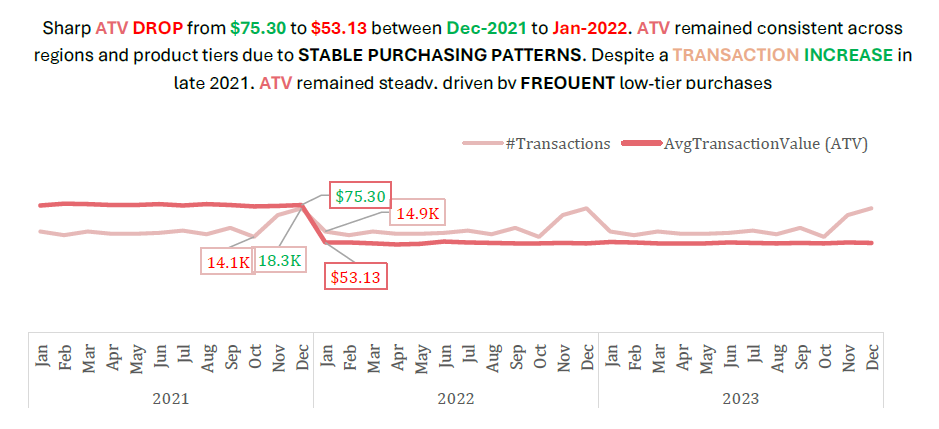 Sharp ATV DROP from $75.30 to $53.13 between Dec-2021 to Jan-2022. ATV remained consistent across
regions and product tiers due to STABLE PURCHASING PATTERNS. Despite a TRANSACTION INCREASE in
late 2021. ATV remained steady. driven by FREQUENT low-tier purchases
#Transactions AvgTransactionValue (ATV)
$75.30
14.9K
14.1K 18.3K
$53.13
Jan Feb Mar Apr May Jun Jul Aug Sep Oct Nov Dec Jan Feb Mar Apr May Jun Jul Aug Sep Oct Nov Dec Jan Feb Mar Apr May Jun Jul Aug Sep Oct Nov Dec
2021 2022 2023